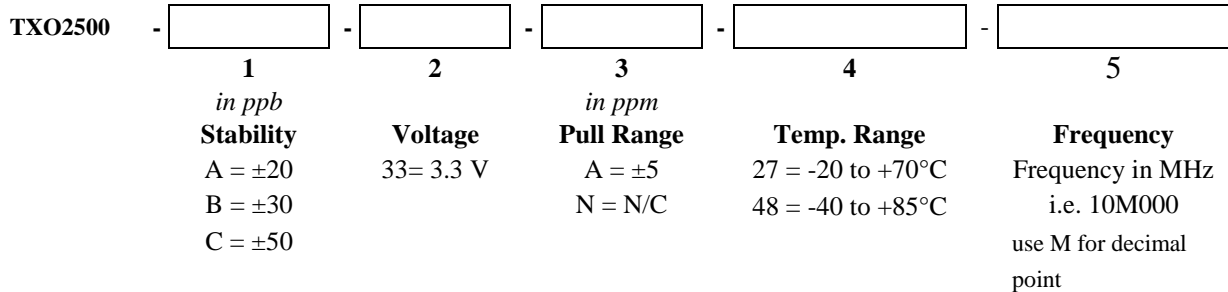 TXO2500 - - - - -
1 2 3 4 5
in ppb in ppm
Stability Voltage Pull Range Temp. Range Frequency
A = ±20 33= 3.3 V A = ±5 27 = -20 to +70°C Frequency in MHz
B = ±30 N = N/C 48 = -40 to +85°C i.e. 10M000
C = ±50 use M for decimal
point